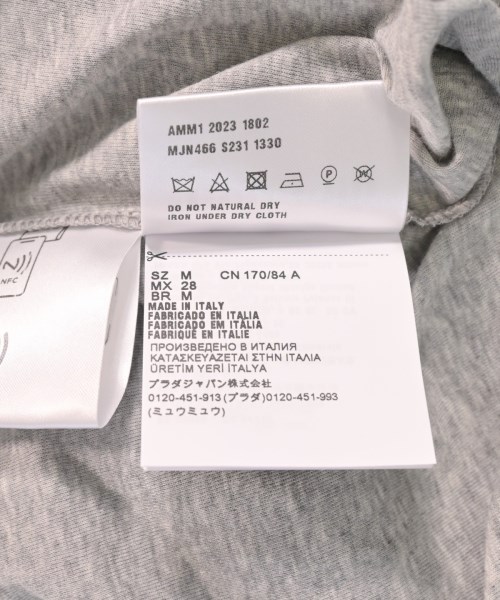 AMM1 2023 1802
MJN466 S231 1330
P
W
DO NOT NATURAL DRY
IRON UNDER DRY CLOTH
NFC
SZ M CN 170/84 A
MX 28
BR M
MADE IN ITALY
FABRICADO EN ITALIA
FABRICADO EM ITÁLIA
FABRIQUÉ EN ITALIE
ПРОИЗВЕДЕНО В ИТАЛИЯ
ΚΑΤΑΣΚΕΥΑΖΕΤΑΙ ΣΤΗΝ ΙΤΑΛΙΑ
ÜRETİM YERİ İTALYA
プラダジャパン株式会社
0120-451-913(プラダ)0120-451-993
(ミュウミュウ)